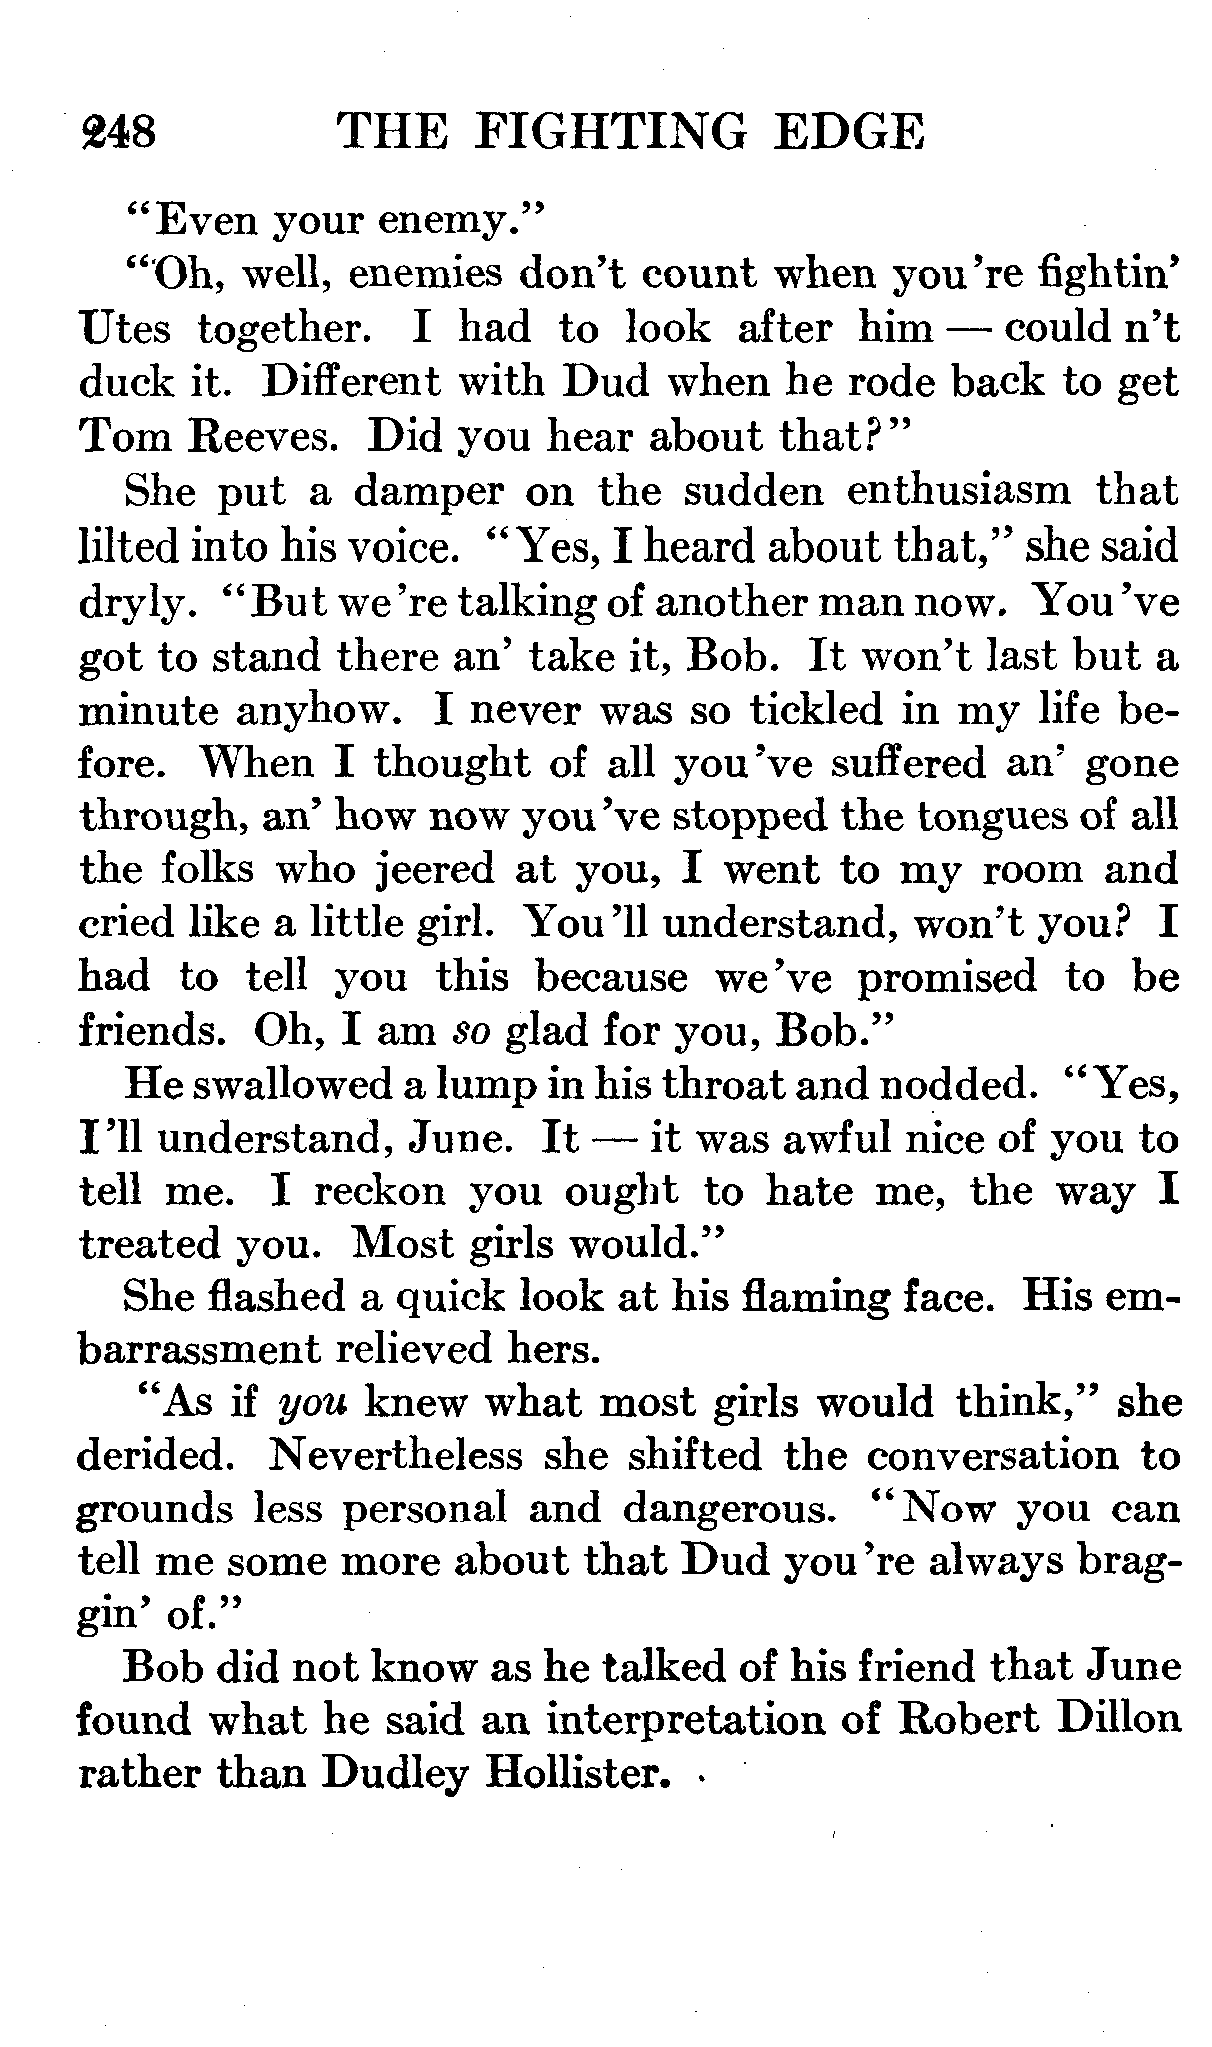 248 THE FIGHTING EDGE
“Even your enemy.”
“Oh, well, enemies don't count when you're fightin'
Utes together. I had to look after him — could n't
duck it. Different with Dud when he rode back to get
Tom Reeves. Did you hear about that?”
She put a damper on the sudden enthusiasm that
lilted into his voice. “Yes, I heard about that,” she said
dryly. “But we're talking of another man now. You've
got to stand there an' take it, Bob. It won't last but a
minute anyhow. I never was so tickled in my life be-
fore. When I thought of all you've suffered an' gone
through, an' how now you've stopped the tongues of all
the folks who jeered at you, I went to my room and
cried like a little girl. You'll understand, won't you? I
had to tell you this because we've promised to be
friends. Oh, I am so glad for you, Bob.”
He swallowed a lump in his throat and nodded. “Yes,
I'll understand, June. It — it was awful nice of you to
tell me. I reckon you ought to hate me, the way I
treated you. Most girls would.”
She flashed a quick look at his flaming face. His em-
barrassment relieved hers.
“As if you knew what most girls would think,” she
derided. Nevertheless she shifted the conversation to
grounds less personal and dangerous. “Now you can
tell me some more about that Dud you're always brag-
gin' of.”
Bob did not know as he talked of his friend that June
found what he said an interpretation of Robert Dillon
rather than Dudley Hollister.